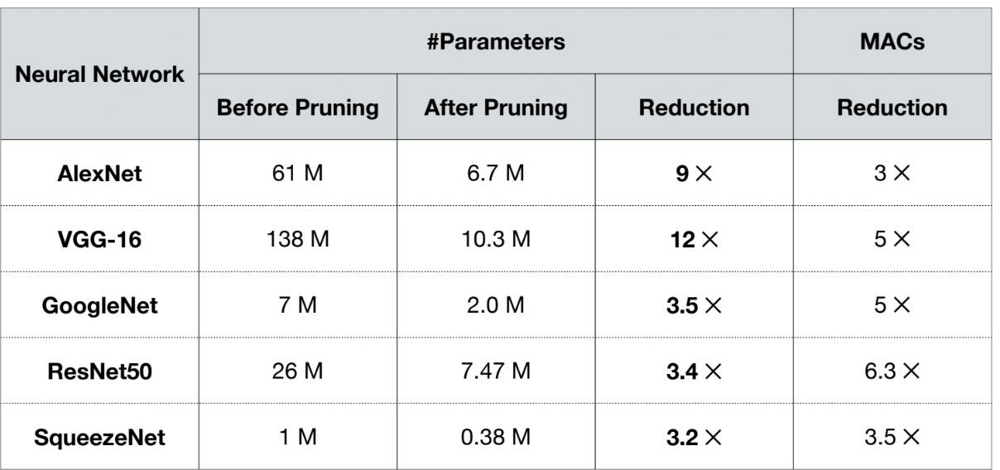 Neural Network #Parameters MACs
Before Pruning After Pruning Reduction Reduction
AlexNet 61 M 6.7 M 9 × 3 ×
VGG-16 138 M 10.3 M 12 × 5 ×
GoogleNet 7 M 2.0 M 3.5 × 5 ×
ResNet50 26 M 7.47 M 3.4 × 6.3 ×
SqueezeNet 1 M 0.38 M 3.2 × 3.5 ×